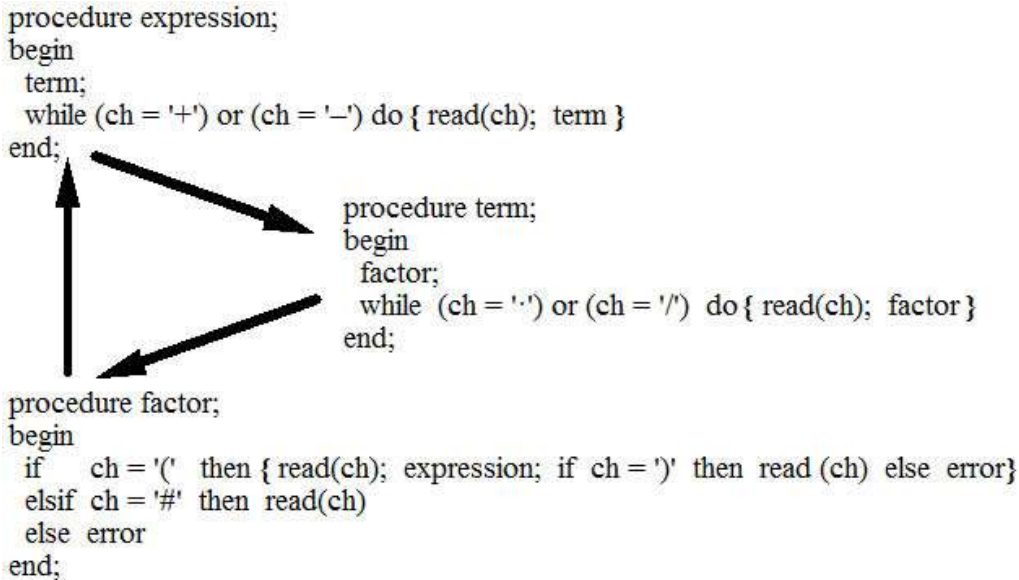 procedure expression;
begin
term;
while (ch = '+') or (ch = '–') do { read(ch); term }
end;
procedure term;
begin
factor;
while (ch = '·') or (ch = '/') do { read(ch); factor }
end;
procedure factor;
begin
if ch = '(' then { read(ch); expression; if ch = ')' then read (ch) else error}
elsif ch = '#' then read(ch)
else error
end;